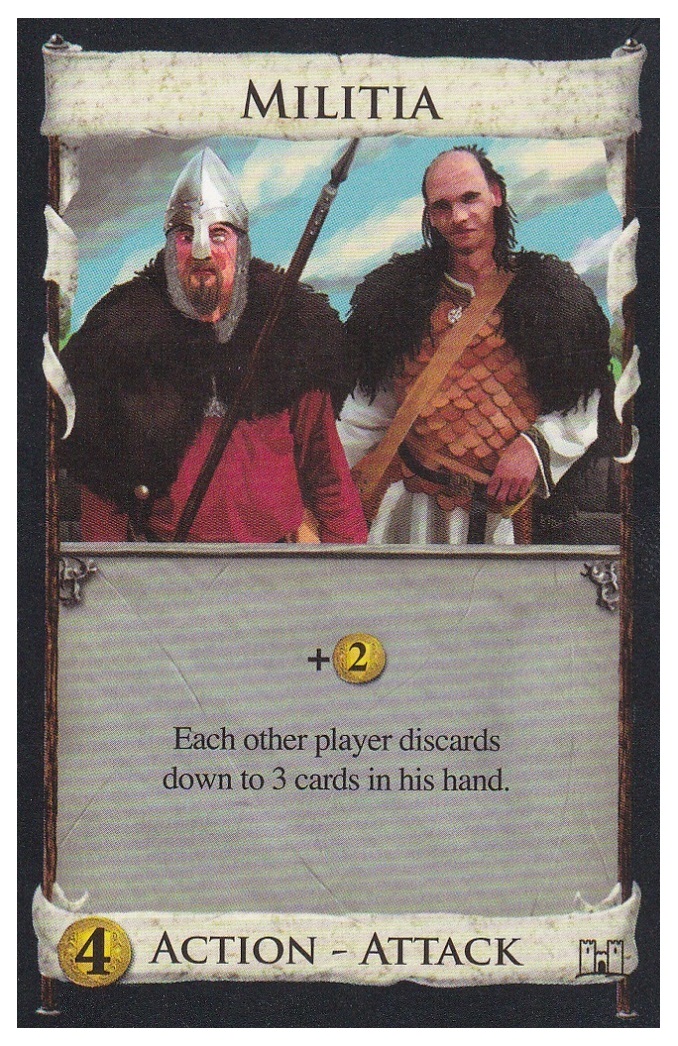 MILITIA
+2
Each other player discards
down to 3 cards in his hand.
4 ACTION - ATTACK